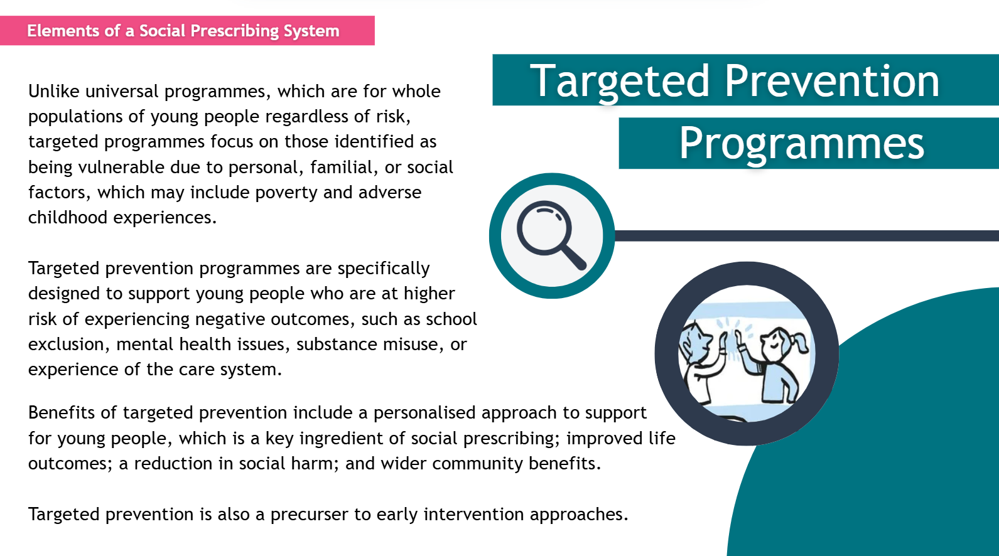 Elements of a Social Prescribing System
Targeted Prevention
Programmes
Unlike universal programmes, which are for whole
populations of young people regardless of risk,
targeted programmes focus on those identified as
being vulnerable due to personal, familial, or social
factors, which may include poverty and adverse
childhood experiences.
Targeted prevention programmes are specifically
designed to support young people who are at higher
risk of experiencing negative outcomes, such as school
exclusion, mental health issues, substance misuse, or
experience of the care system.
Benefits of targeted prevention include a personalised approach to support
for young people, which is a key ingredient of social prescribing; improved life
outcomes; a reduction in social harm; and wider community benefits.
Targeted prevention is also a precurser to early intervention approaches.